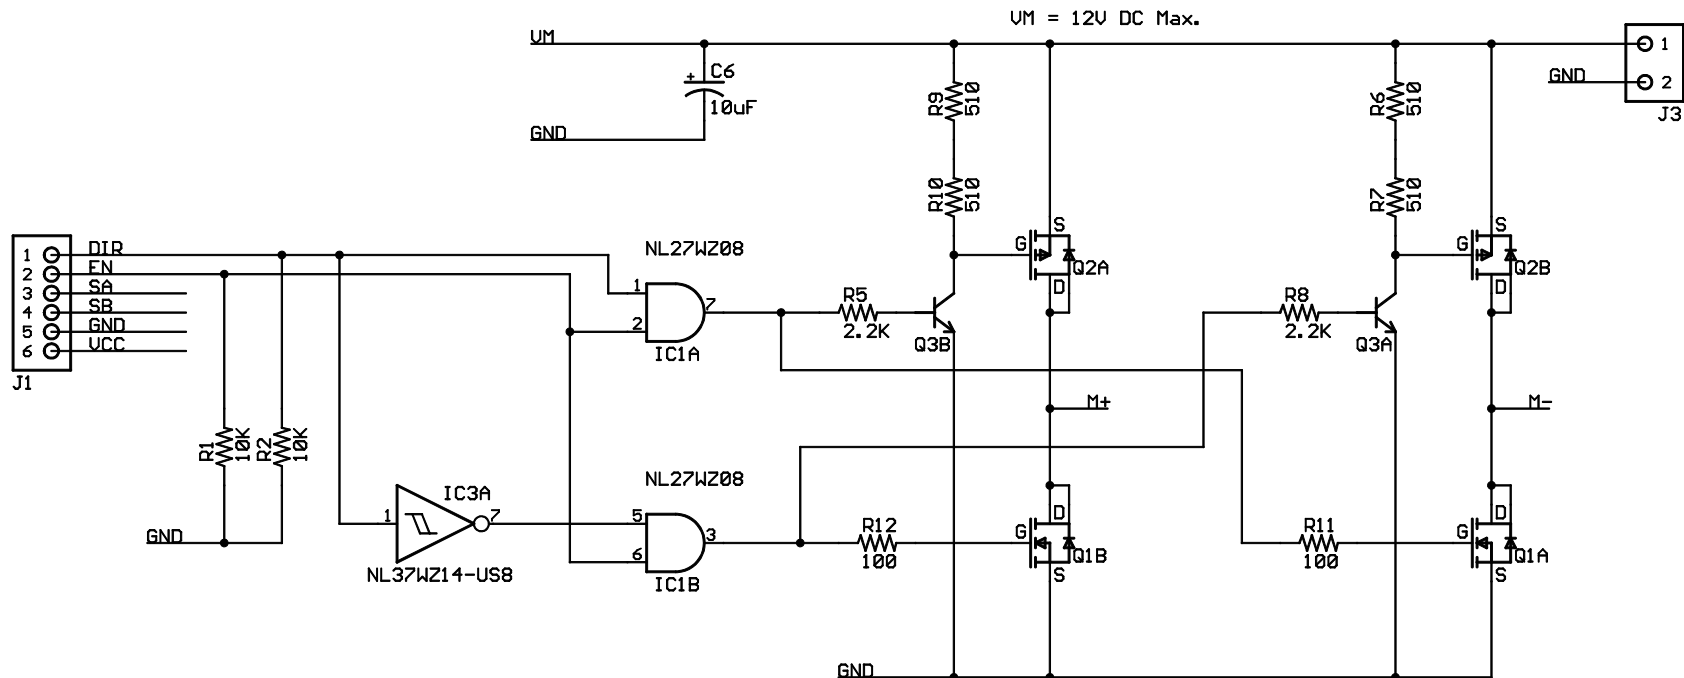 VM = 12V DC Max.
VM
C6
+
10uF
GND
R9
510
R6
510
1
GND
2
J3
R10
510
R7
510
NL27WZ08
S
G
Q2A
D
S
G
Q2B
D
1 DIR
2 EN
3 SA
4 SB
5 GND
6 VCC
J1
1
2
7
IC1A
R5
2.2K
Q3B
R8
2.2K
Q3A
M+
M-
R1
10K
R2
10K
GND
IC3A
1
7
NL37WZ14-US8
NL27WZ08
5
6
3
IC1B
R12
100
D
G
Q1B
S
R11
100
D
G
Q1A
S
GND